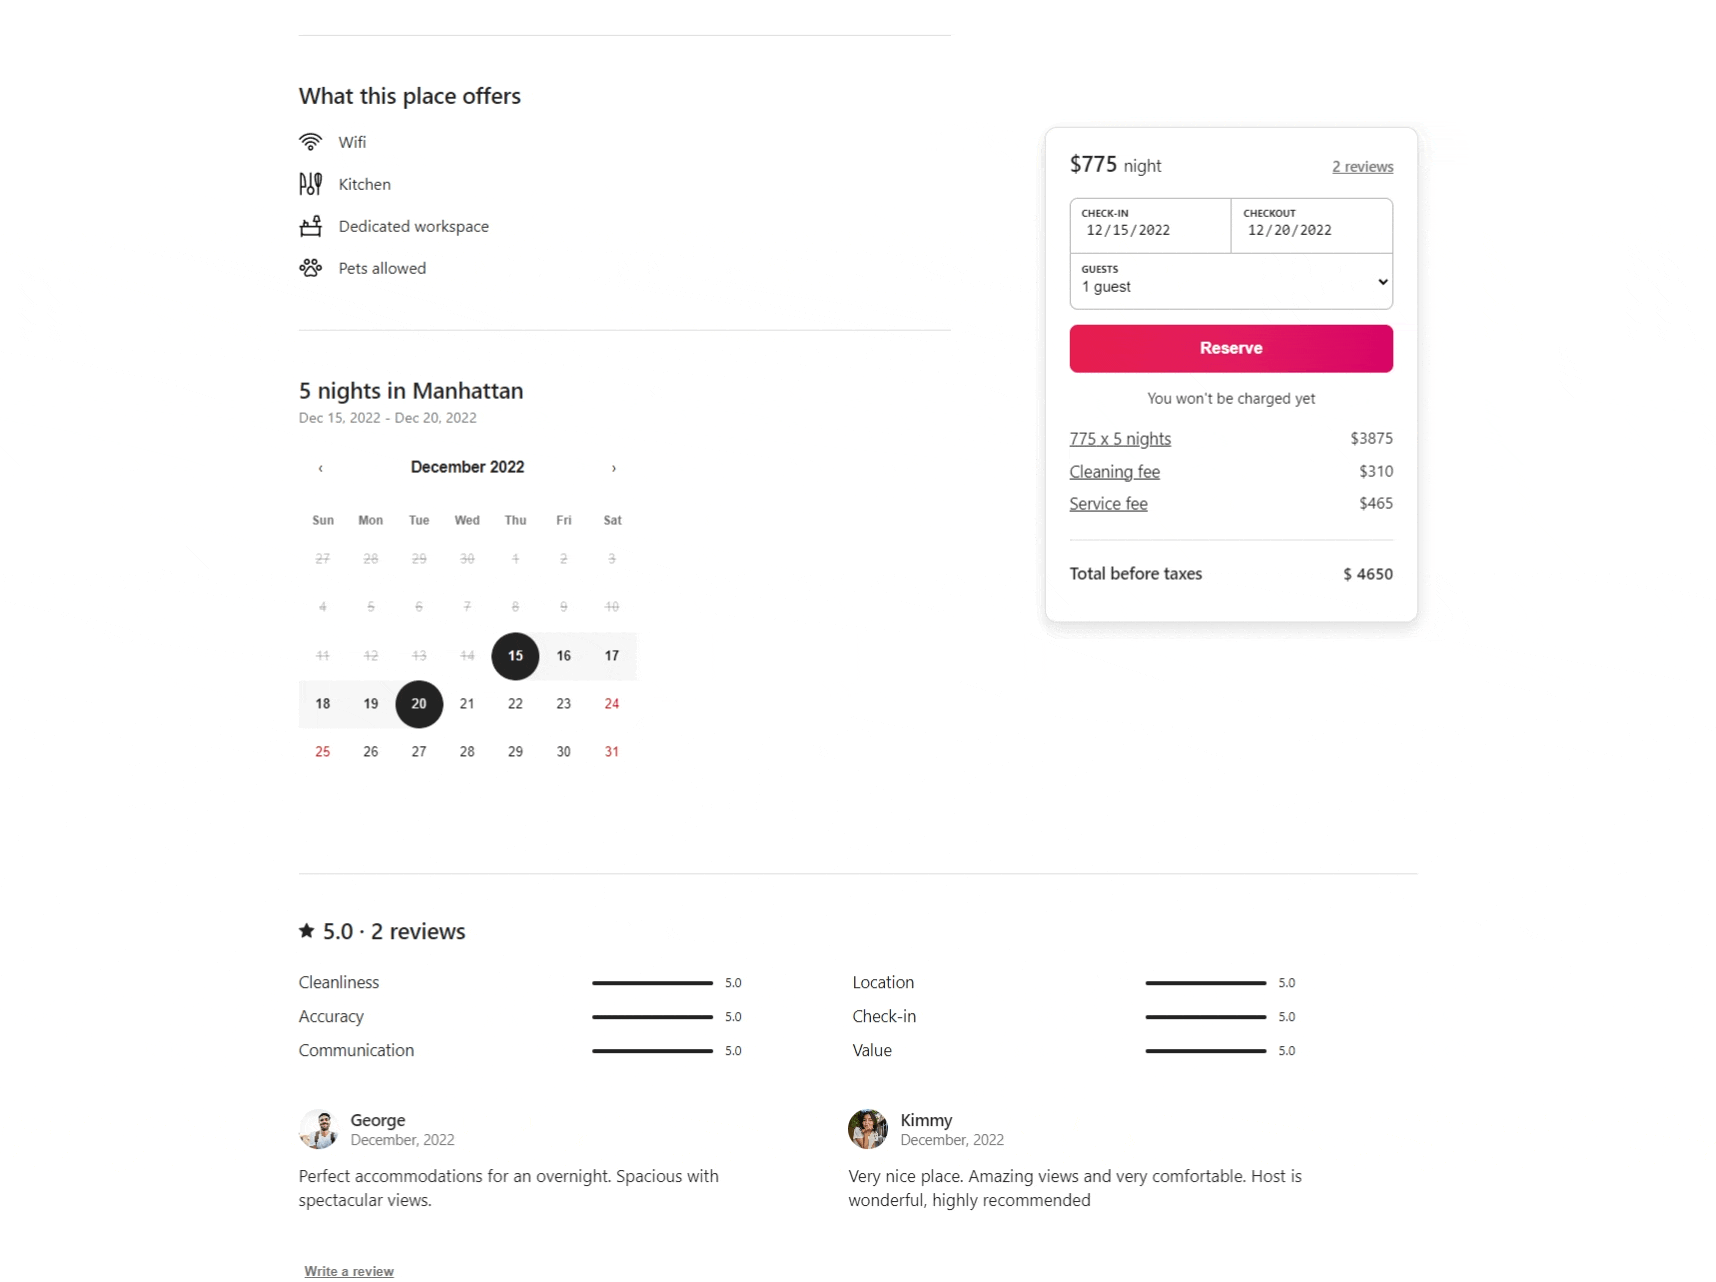 What this place offers
Wifi
Kitchen
Dedicated workspace
Pets allowed
$775 night
2 reviews
CHECK-IN
12/15/2022
CHECKOUT
12/20/2022
GUESTS
1 guest
Reserve
You won't be charged yet
775 x 5 nights $3875
Cleaning fee $310
Service fee $465
Total before taxes $ 4650
5 nights in Manhattan
Dec 15, 2022 - Dec 20, 2022
‹ December 2022 ›
Sun Mon Tue Wed Thu Fri Sat
27 28 29 30 1 2 3
4 5 6 7 8 9 10
11 12 13 14 15 16 17
18 19 20 21 22 23 24
25 26 27 28 29 30 31
5.0 · 2 reviews
Cleanliness 5.0
Location 5.0
Accuracy 5.0
Check-in 5.0
Communication 5.0
Value 5.0
George
December, 2022
Perfect accommodations for an overnight. Spacious with
spectacular views.
Kimmy
December, 2022
Very nice place. Amazing views and very comfortable. Host is
wonderful, highly recommended
Write a review